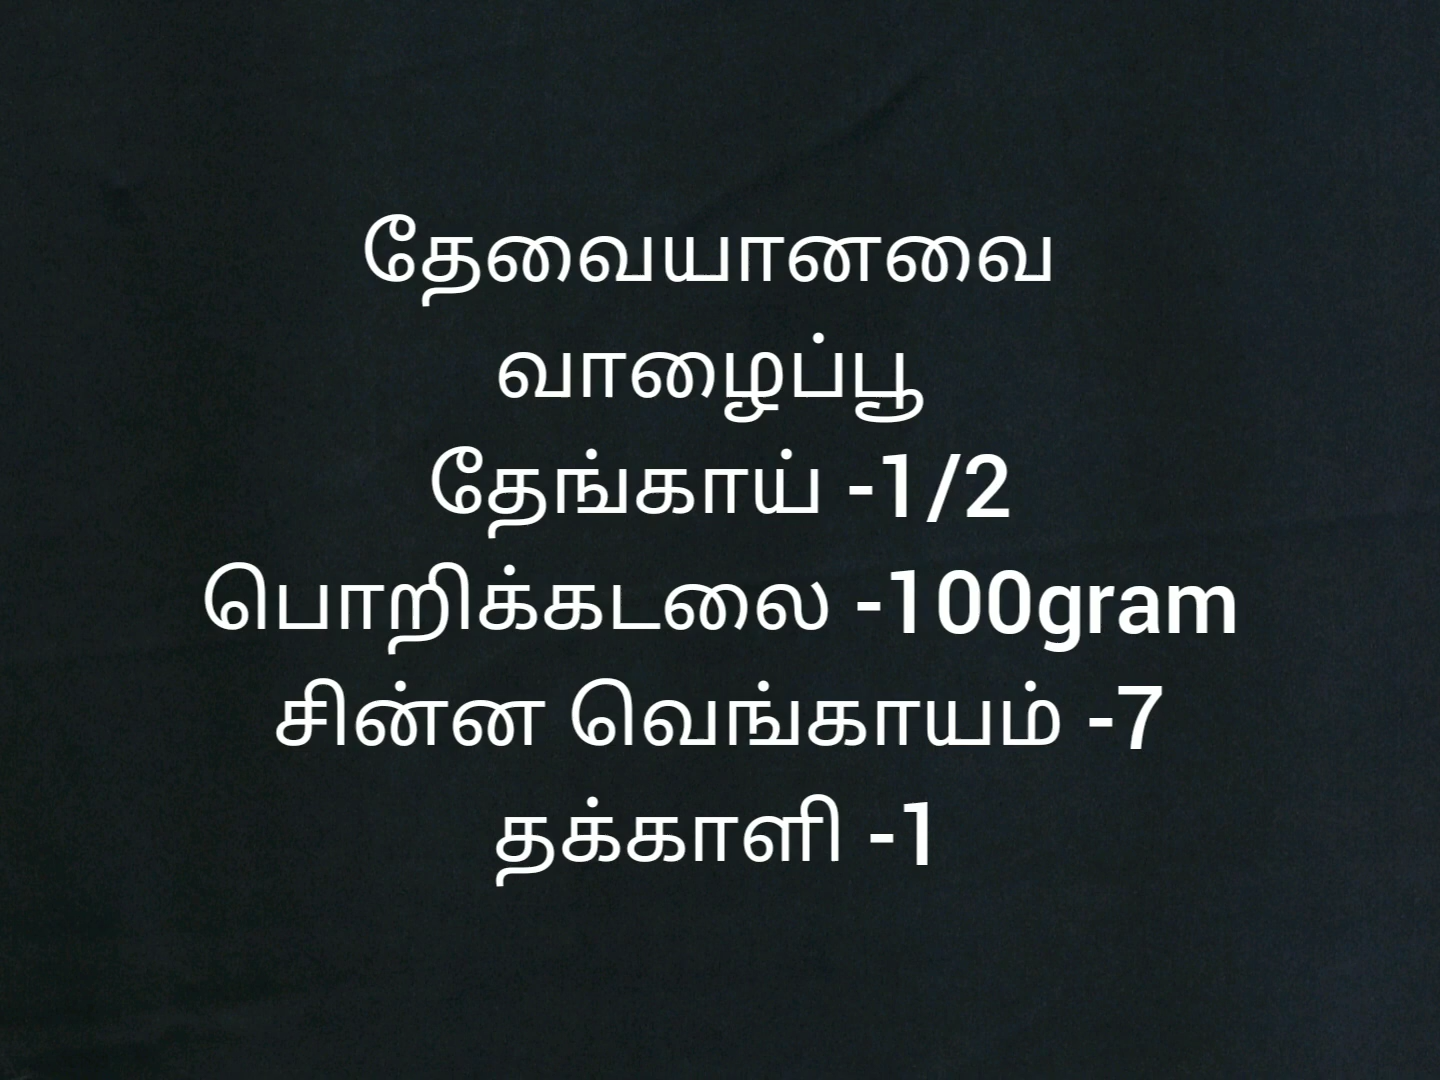 தேவையானவை
வாழைப்பூ
தேங்காய் -1/2
பொறிக்கடலை -100gram
சின்ன வெங்காயம் -7
தக்காளி -1